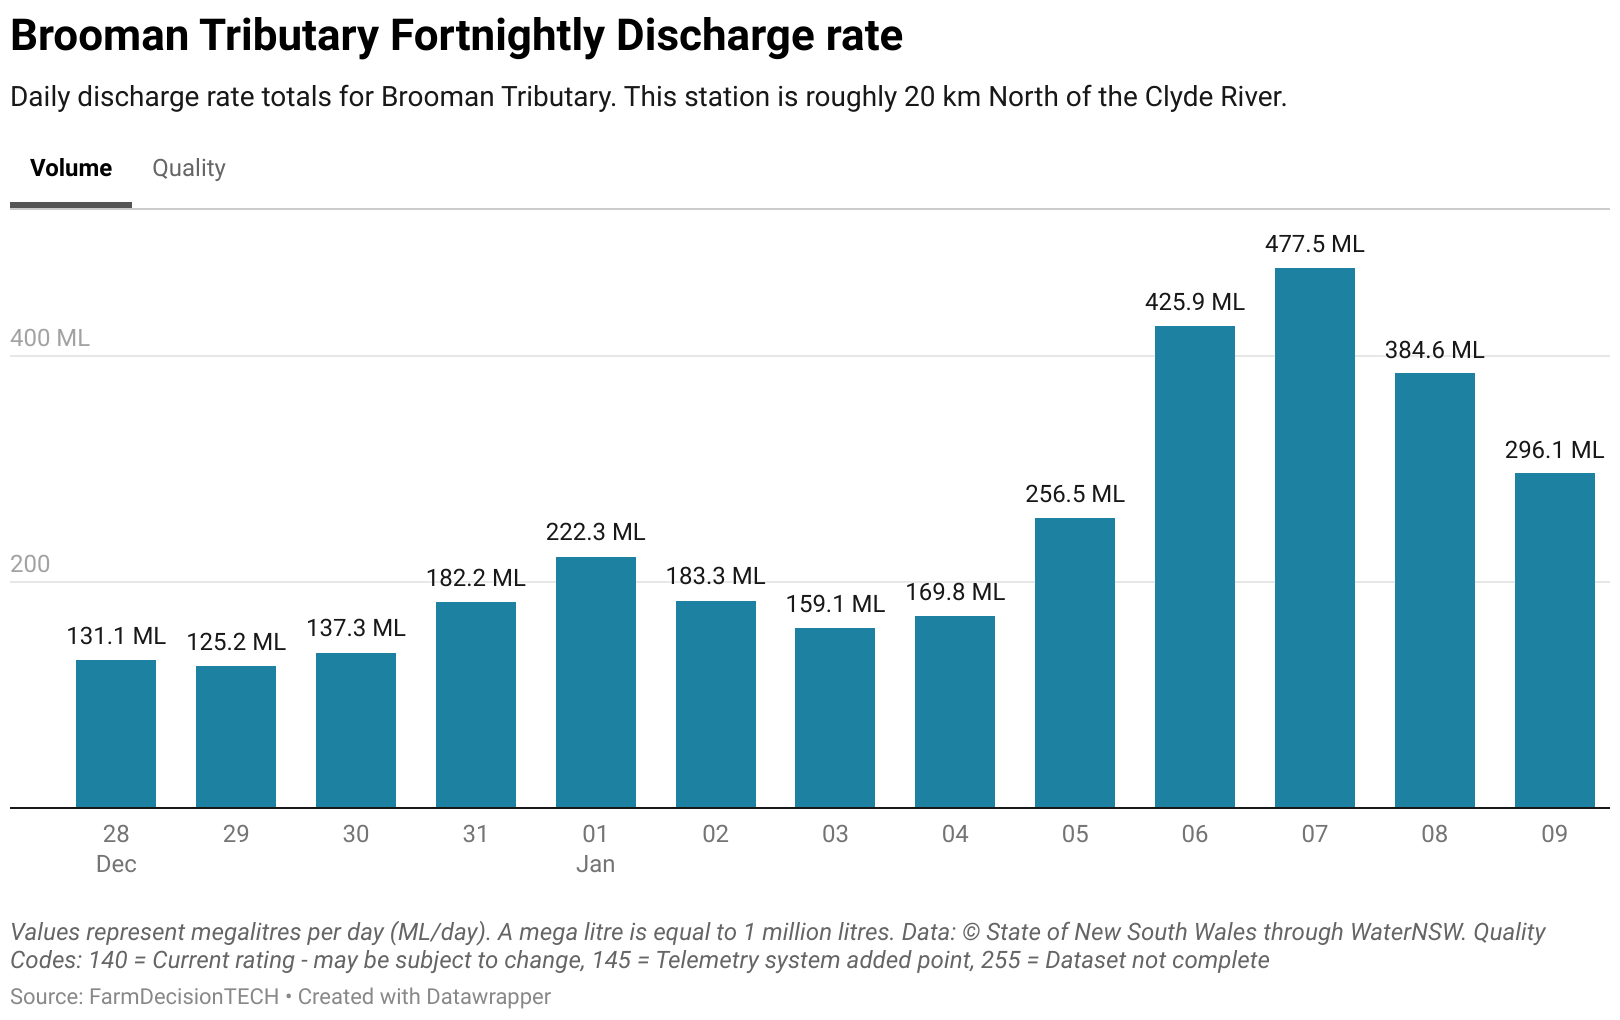 Brooman Tributary Fortnightly Discharge rate
Daily discharge rate totals for Brooman Tributary. This station is roughly 20 km North of the Clyde River.
Volume Quality
477.5 ML
425.9 ML
400 ML
384.6 ML
296.1 ML
256.5 ML
222.3 ML
200
182.2 ML
183.3 ML
169.8 ML
159.1 ML
137.3 ML
131.1 ML
125.2 ML
28 29 30 31 01 02 03 04 05 06 07 08 09
Dec Jan
Values represent megalitres per day (ML/day). A mega litre is equal to 1 million litres. Data: © State of New South Wales through WaterNSW. Quality
Codes: 140 = Current rating - may be subject to change, 145 = Telemetry system added point, 255 = Dataset not complete
Source: FarmDecisionTECH • Created with Datawrapper